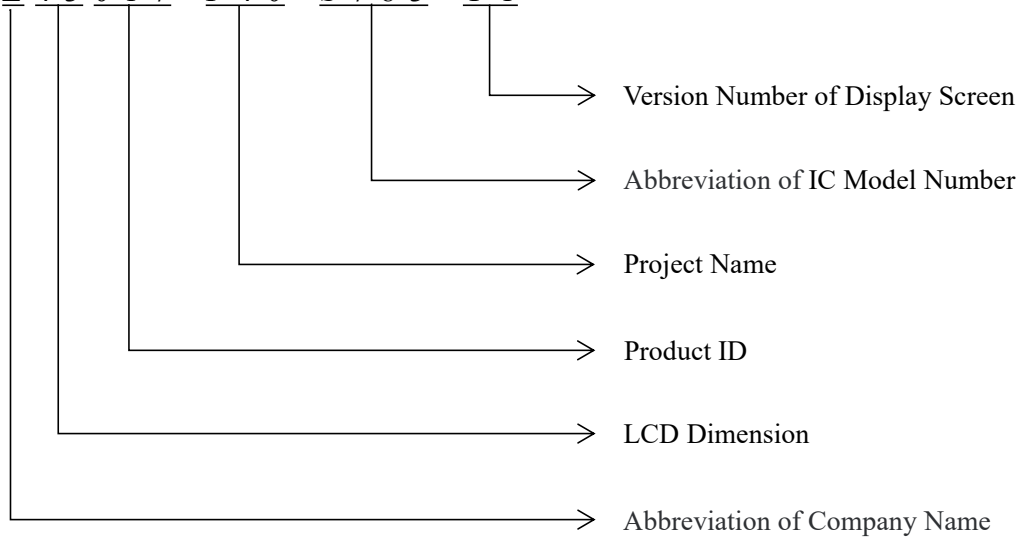 Version Number of Display Screen
Abbreviation of IC Model Number
Project Name
Product ID
LCD Dimension
Abbreviation of Company Name